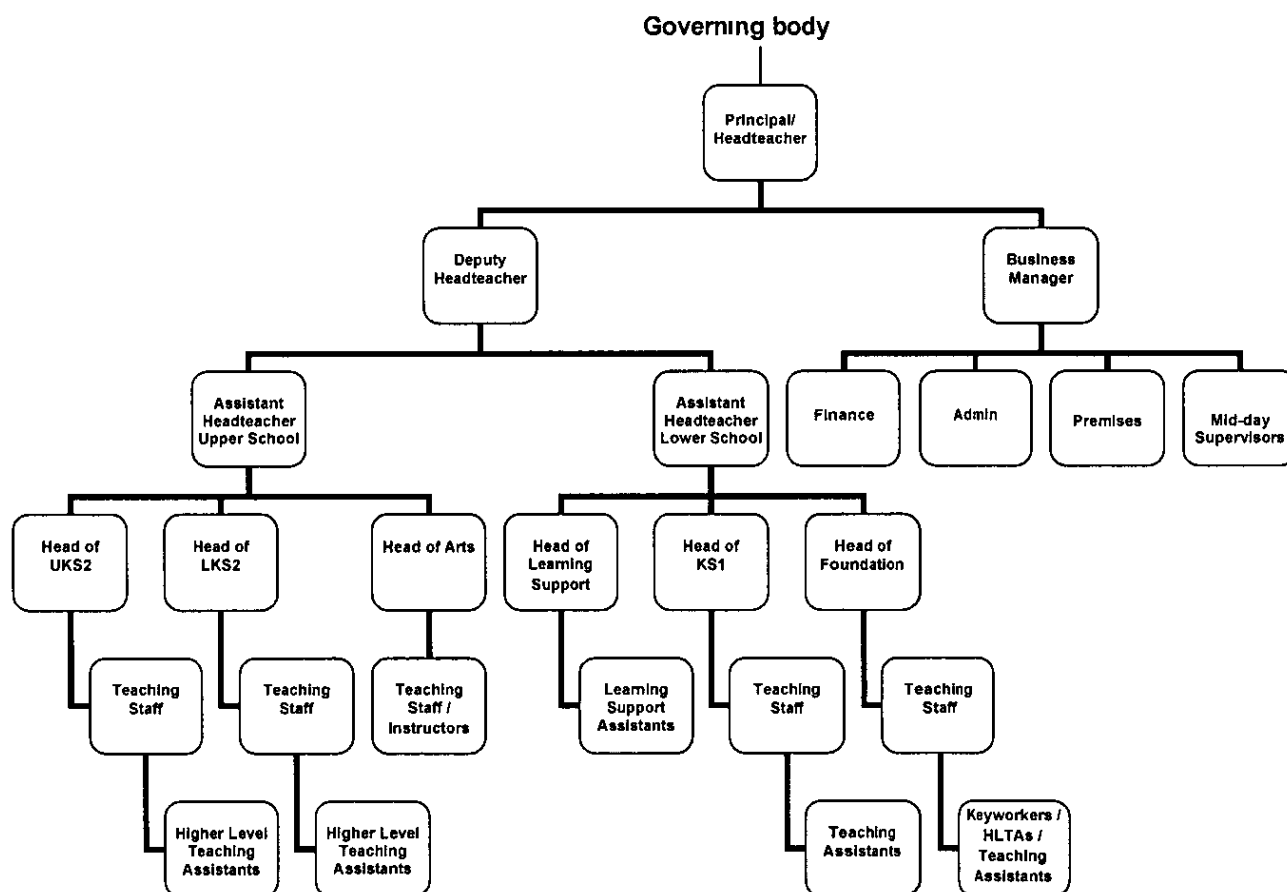 Governing body
Principal/
Headteacher
Deputy
Headteacher
Business
Manager
Assistant
Headteacher
Upper School
Assistant
Headteacher
Lower School
Finance
Admin
Premises
Mid-day
Supervisors
Head of
UKS2
Head of
LKS2
Head of Arts
Head of
Learning
Support
Head of
KS1
Head of
Foundation
Teaching
Staff
Teaching
Staff
Teaching
Staff /
Instructors
Learning
Support
Assistants
Teaching
Staff
Teaching
Staff
Higher Level
Teaching
Assistants
Higher Level
Teaching
Assistants
Teaching
Assistants
Keyworkers /
HLTAs /
Teaching
Assistants